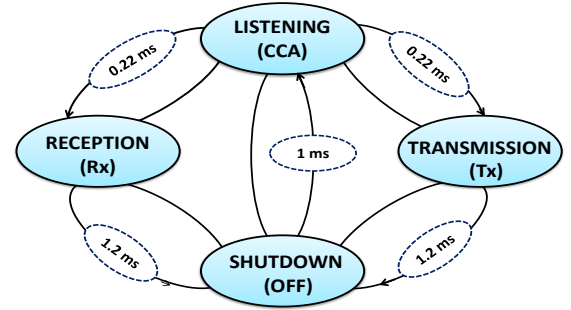 LISTENING
(CCA)
0.22 ms
0.22 ms
RECEPTION
(Rx)
1 ms
TRANSMISSION
(Tx)
1.2 ms
1.2 ms
SHUTDOWN
(OFF)